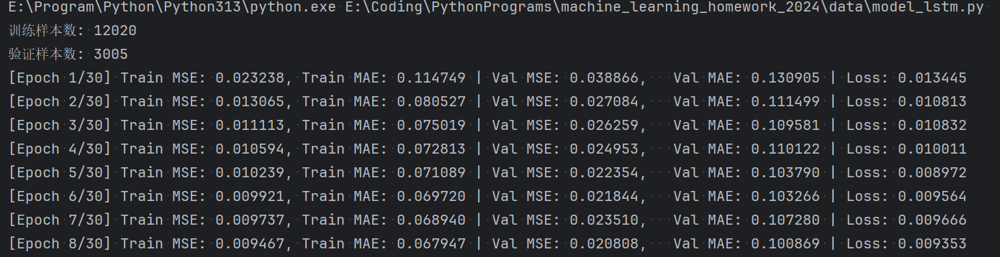 E:\Program\Python\Python313\python.exe E:\Coding\PythonPrograms\machine_learning_homework_2024\data\model_lstm.py
训练样本数: 12020
验证样本数: 3005
[Epoch 1/30] Train MSE: 0.023238, Train MAE: 0.114749 | Val MSE: 0.038866,   Val MAE: 0.130905 | Loss: 0.013445
[Epoch 2/30] Train MSE: 0.013065, Train MAE: 0.080527 | Val MSE: 0.027084,   Val MAE: 0.111499 | Loss: 0.010813
[Epoch 3/30] Train MSE: 0.011113, Train MAE: 0.075019 | Val MSE: 0.026259,   Val MAE: 0.109581 | Loss: 0.010832
[Epoch 4/30] Train MSE: 0.010594, Train MAE: 0.072813 | Val MSE: 0.024953,   Val MAE: 0.110122 | Loss: 0.010011
[Epoch 5/30] Train MSE: 0.010239, Train MAE: 0.071089 | Val MSE: 0.022354,   Val MAE: 0.103790 | Loss: 0.008972
[Epoch 6/30] Train MSE: 0.009921, Train MAE: 0.069720 | Val MSE: 0.021844,   Val MAE: 0.103266 | Loss: 0.009564
[Epoch 7/30] Train MSE: 0.009737, Train MAE: 0.068940 | Val MSE: 0.023510,   Val MAE: 0.107280 | Loss: 0.009666
[Epoch 8/30] Train MSE: 0.009467, Train MAE: 0.067947 | Val MSE: 0.020808,   Val MAE: 0.100869 | Loss: 0.009353